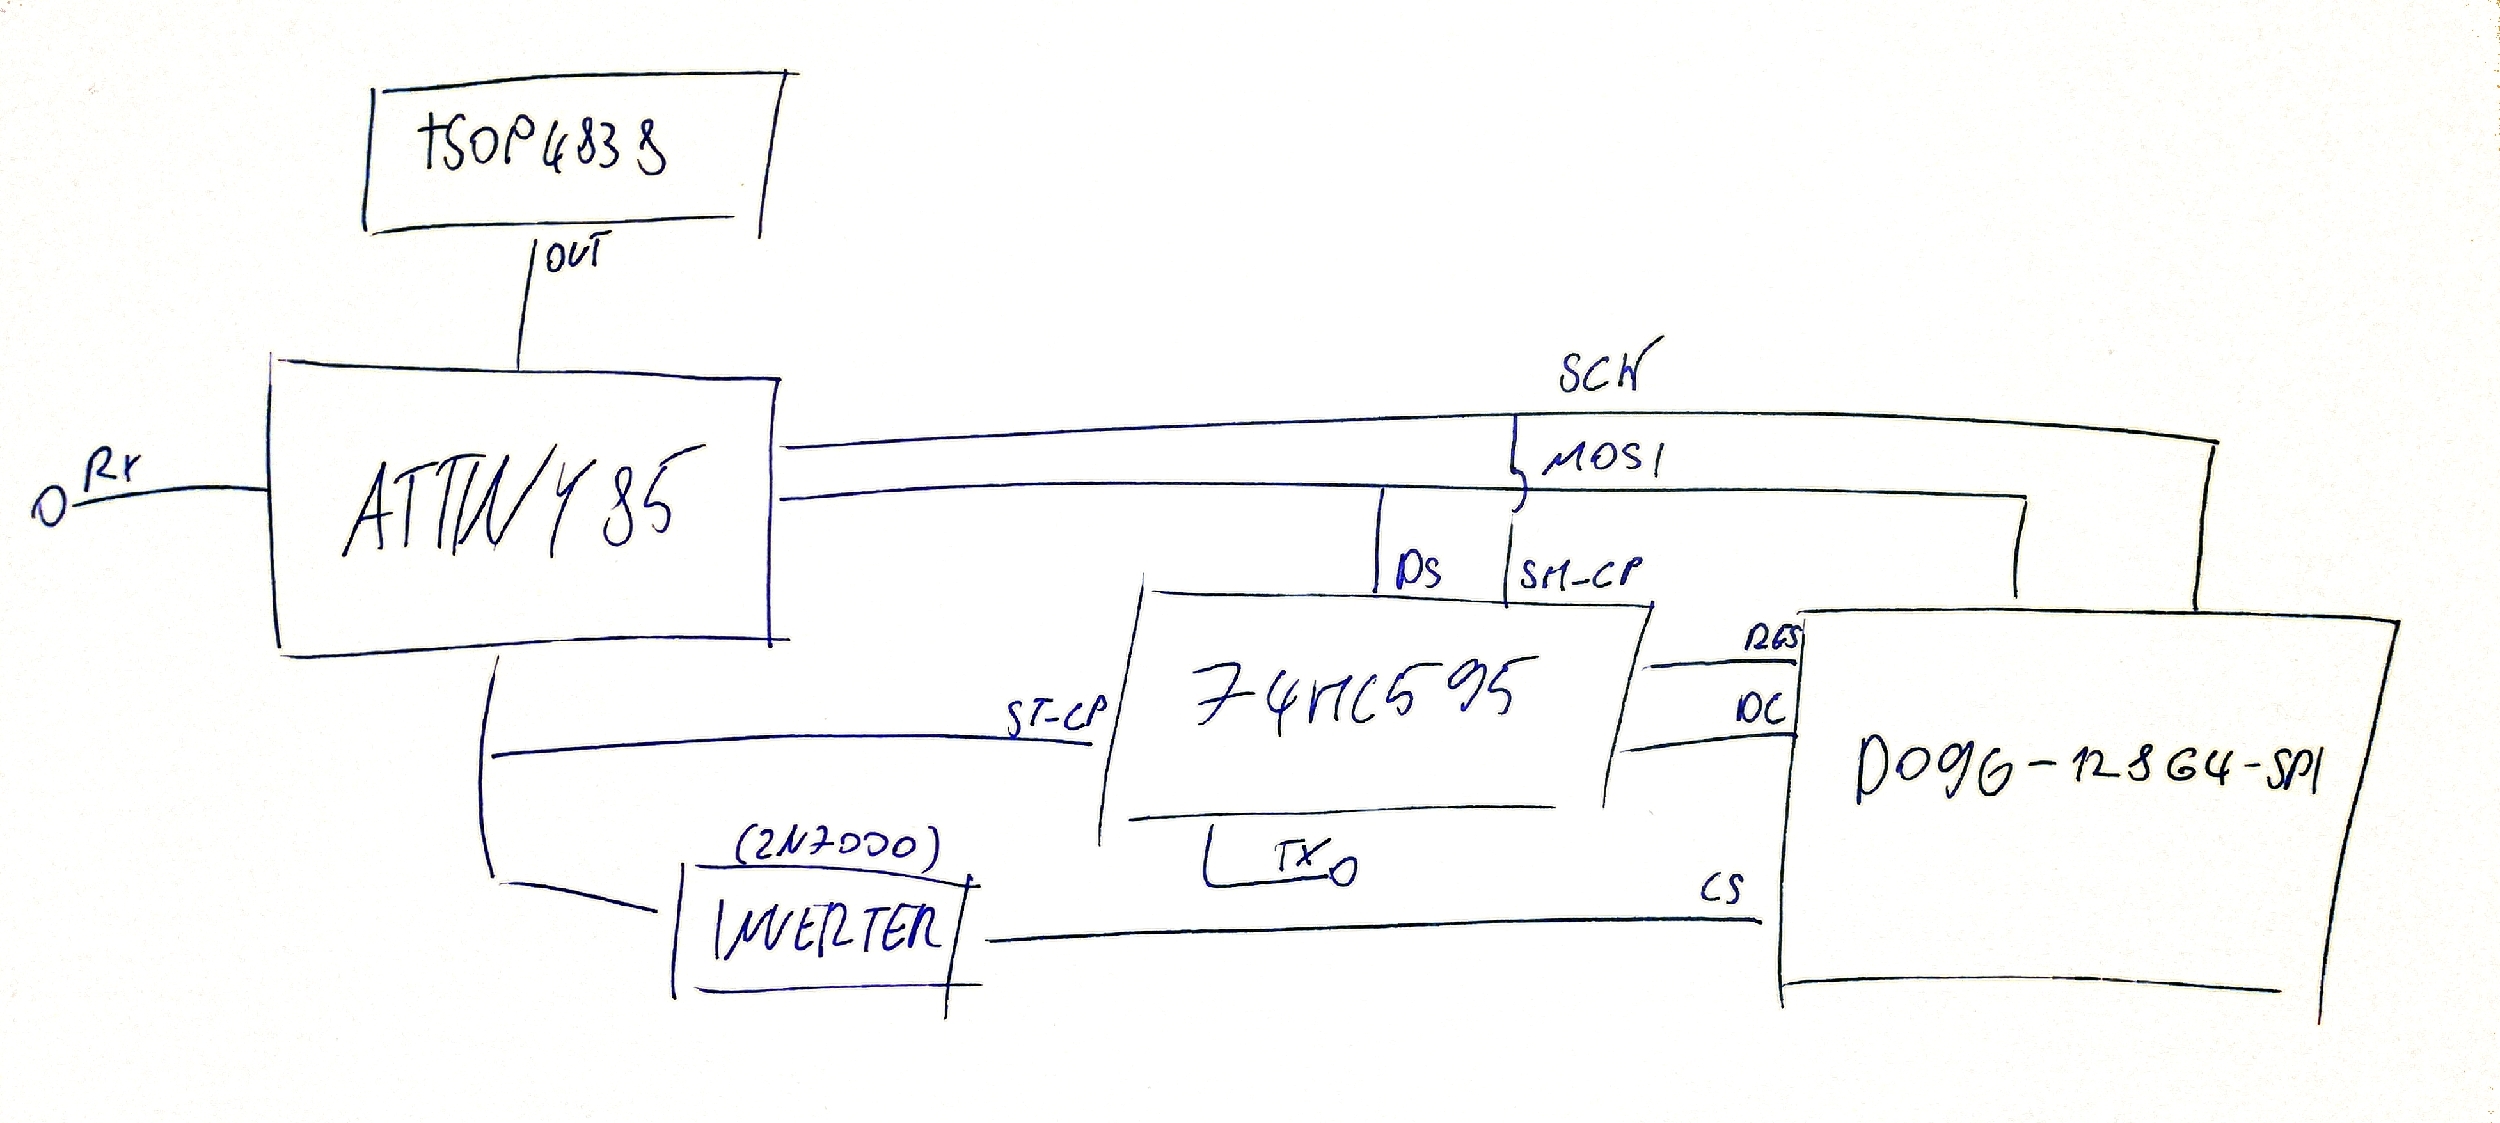 TSOP4838
OUT
SCK
RX
MOSI
ATTINY85
DS
SH-CP
RES
74HC595
ST-CP
DC
DOGG-12864-SPI
(2N7000)
TX
CS
INVERTER